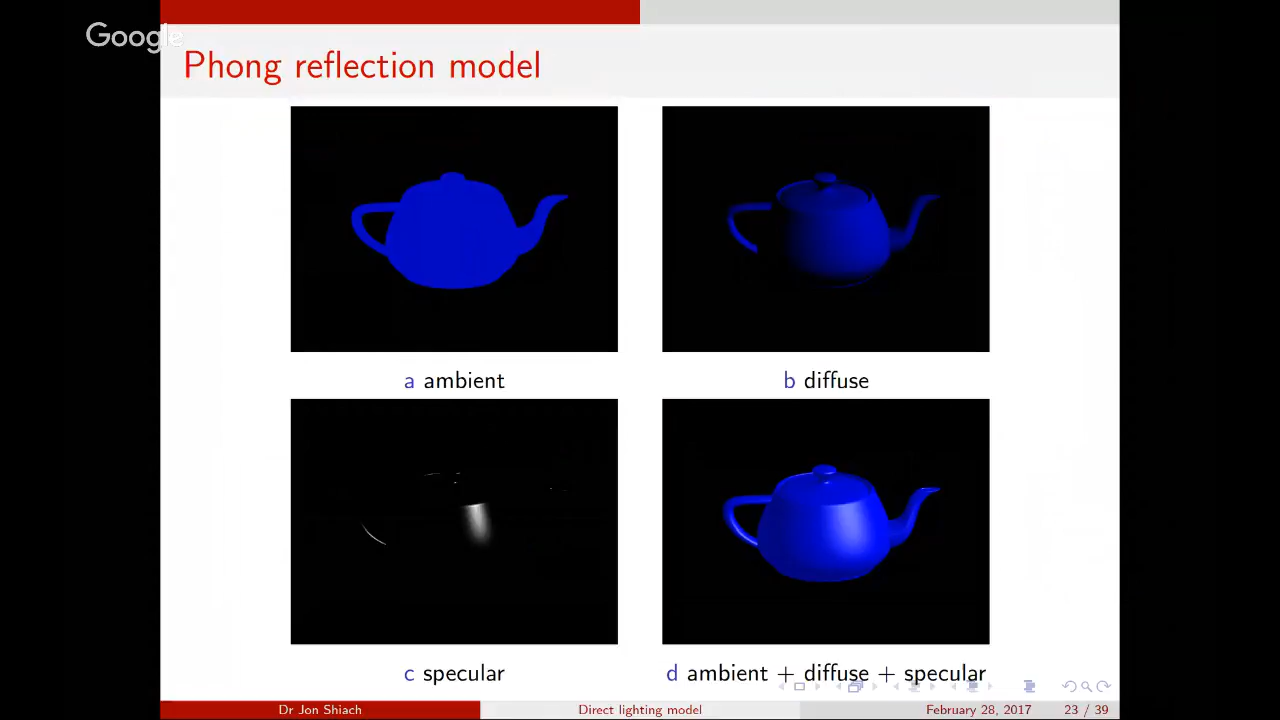 Google
Phong reflection model
a ambient
b diffuse
c specular
d ambient + diffuse + specular
Dr Jon Shiach
Direct lighting model
February 28, 2017
23 / 39